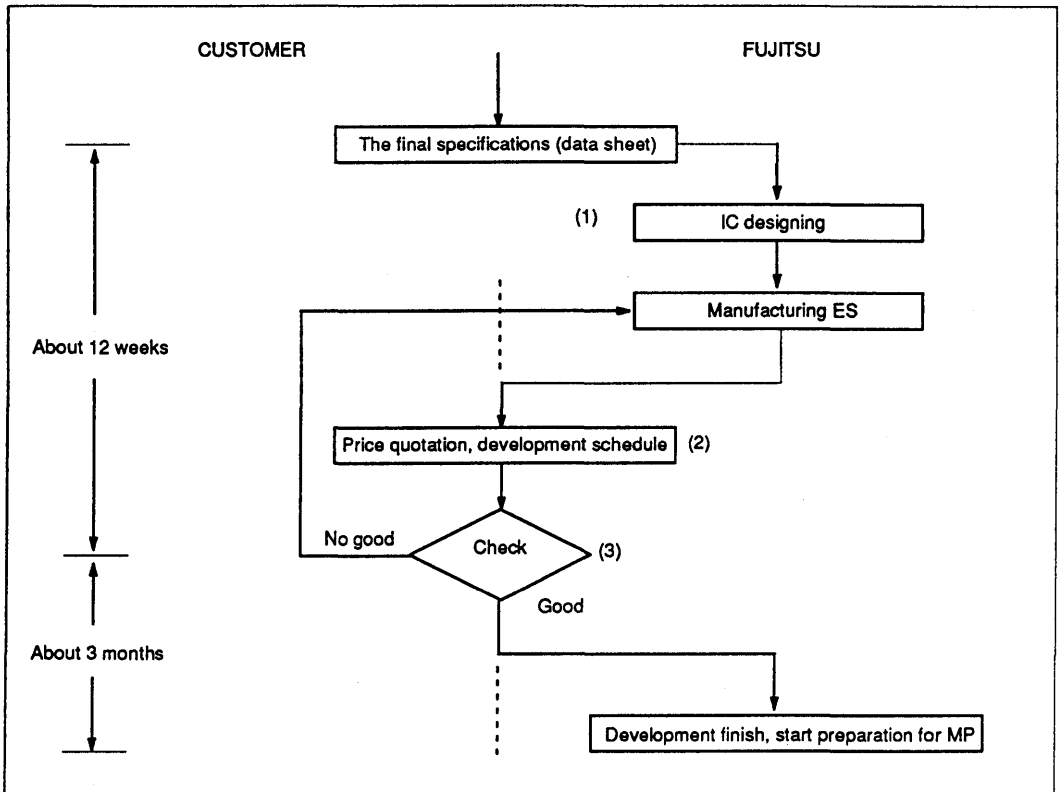 CUSTOMER
FUJITSU
The final specifications (data sheet)
(1)
IC designing
Manufacturing ES
About 12 weeks
Price quotation, development schedule
(2)
No good
Check
(3)
Good
About 3 months
Development finish, start preparation for MP